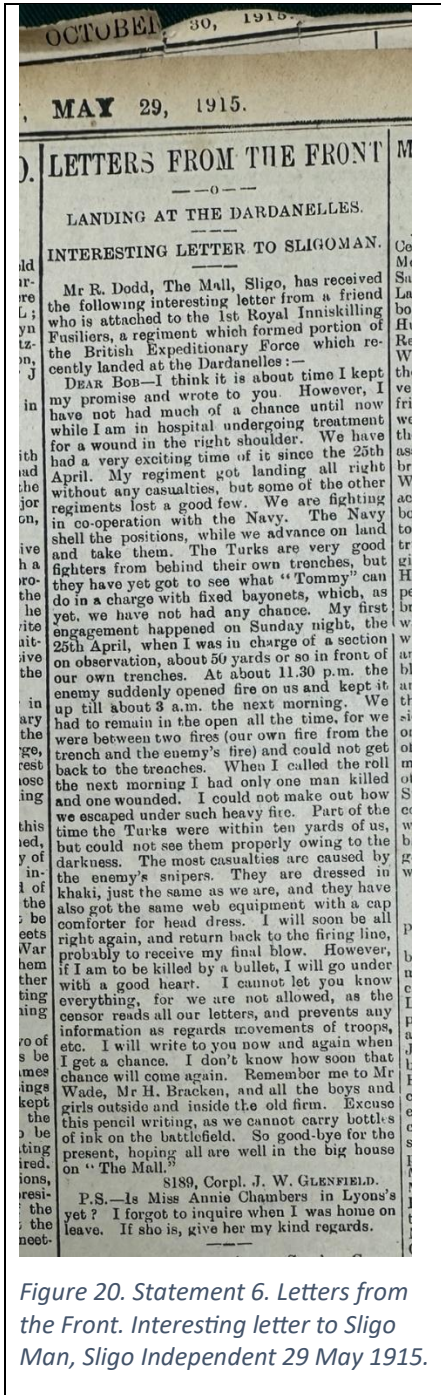 OCTOBER 30, 1915.
, MAY 29, 1915.
LETTERS FROM THE FRONT
—o—
LANDING AT THE DARDANELLES.
INTERESTING LETTER TO SLIGOMAN.
Mr R. Dodd, The Mall, Sligo, has received
the following interesting letter from a friend
who is attached to the 1st Royal Inniskilling
Fusiliers, a regiment which formed portion of
the British Expeditionary Force which re-
cently landed at the Dardanelles:—
DEAR BOB—I think it is about time I kept
my promise and wrote to you. However, I
have not had much of a chance until now
while I am in hospital undergoing treatment
for a wound in the right shoulder. We have
had a very exciting time of it since the 25th
April. My regiment got landing all right
without any casualties, but some of the other
regiments lost a good few. We are fighting
in co-operation with the Navy. The Navy
shell the positions, while we advance on land
and take them. The Turks are very good
fighters from behind their own trenches, but
they have yet got to see what "Tommy" can
do in a charge with fixed bayonets, which, as
yet, we have not had any chance. My first
engagement happened on Sunday night, the
25th April, when I was in charge of a section
on observation, about 50 yards or so in front of
our own trenches. At about 11.30 p.m. the
enemy suddenly opened fire on us and kept it
up till about 3 a.m. the next morning. We
had to remain in the open all the time, for we
were between two fires (our own fire from the
trench and the enemy's fire) and could not get
back to the trenches. When I called the roll
the next morning I had only one man killed
and one wounded. I could not make out how
we escaped under such heavy fire. Part of the
time the Turks were within ten yards of us,
but could not see them properly owing to the
darkness. The most casualties are caused by
the enemy's snipers. They are dressed in
khaki, just the same as we are, and they have
also got the same web equipment with a cap
comforter for head dress. I will soon be all
right again, and return back to the firing line,
probably to receive my final blow. However,
if I am to be killed by a bullet, I will go under
with a good heart. I cannot let you know
everything, for we are not allowed, as the
censor reads all our letters, and prevents any
information as regards movements of troops,
etc. I will write to you now and again when
I get a chance. I don't know how soon that
chance will come again. Remember me to Mr
Wade, Mr H. Bracken, and all the boys and
girls outside and inside the old firm. Excuse
this pencil writing, as we cannot carry bottles
of ink on the battlefield. So good-bye for the
present, hoping all are well in the big house
on "The Mall."
8189, Corpl. J. W. GLENFIELD.
P.S.—Is Miss Annie Chambers in Lyons's
yet? I forgot to inquire when I was home on
leave. If sho is, give her my kind regards.
Figure 20. Statement 6. Letters from
the Front. Interesting letter to Sligo
Man, Sligo Independent 29 May 1915.